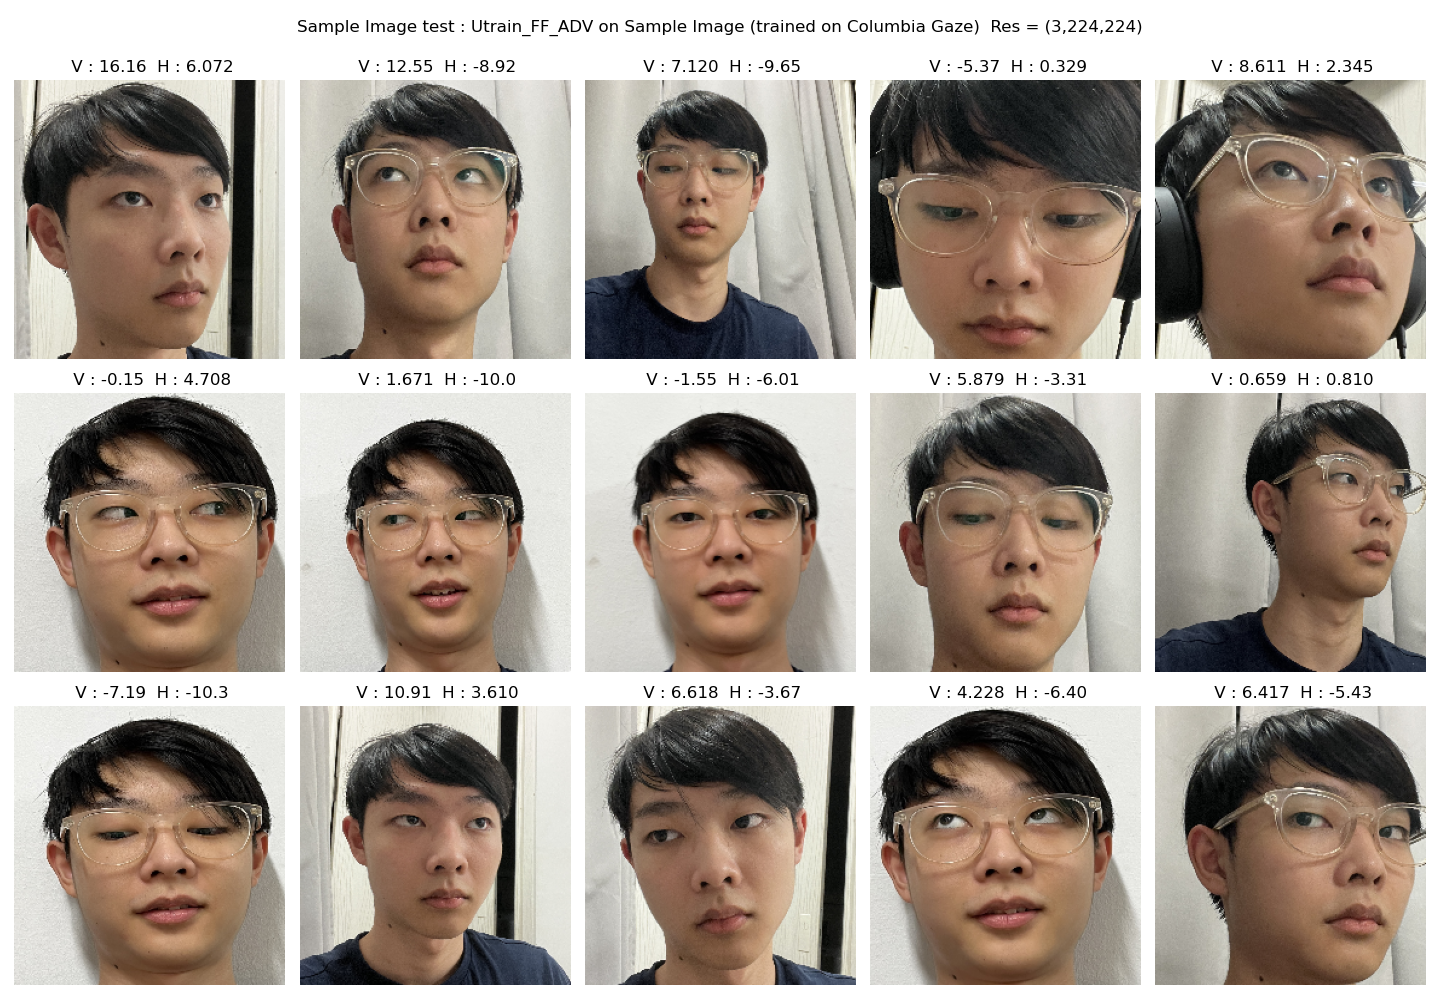 Sample Image test : Utrain_FF_ADV on Sample Image (trained on Columbia Gaze)  Res = (3,224,224)
V : 16.16  H : 6.072
V : 12.55  H : -8.92
V : 7.120  H : -9.65
V : -5.37  H : 0.329
V : 8.611  H : 2.345
V : -0.15  H : 4.708
V : 1.671  H : -10.0
V : -1.55  H : -6.01
V : 5.879  H : -3.31
V : 0.659  H : 0.810
V : -7.19  H : -10.3
V : 10.91  H : 3.610
V : 6.618  H : -3.67
V : 4.228  H : -6.40
V : 6.417  H : -5.43